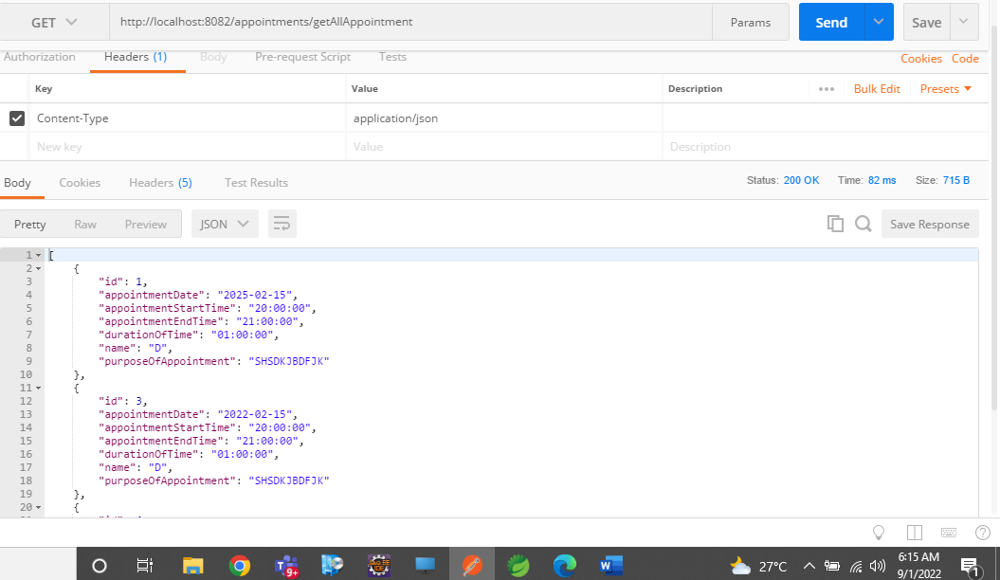 GET http://localhost:8082/appointments/getAllAppointment Params Send Save
Authorization Headers (1) Body Pre-request Script Tests Cookies Code
Key Value Description ••• Bulk Edit Presets
Content-Type application/json
New key Value Description
Body Cookies Headers (5) Test Results Status: 200 OK Time: 82 ms Size: 715 B
Pretty Raw Preview JSON Save Response
1 [
2 {
3 "id": 1,
4 "appointmentDate": "2025-02-15",
5 "appointmentStartTime": "20:00:00",
6 "appointmentEndTime": "21:00:00",
7 "durationOfTime": "01:00:00",
8 "name": "D",
9 "purposeOfAppointment": "SHSDKJBDFJK"
10 },
11 {
12 "id": 3,
13 "appointmentDate": "2022-02-15",
14 "appointmentStartTime": "20:00:00",
15 "appointmentEndTime": "21:00:00",
16 "durationOfTime": "01:00:00",
17 "name": "D",
18 "purposeOfAppointment": "SHSDKJBDFJK"
19 },
20 {
9+ W 27°C 6:15 AM
9/1/2022 1